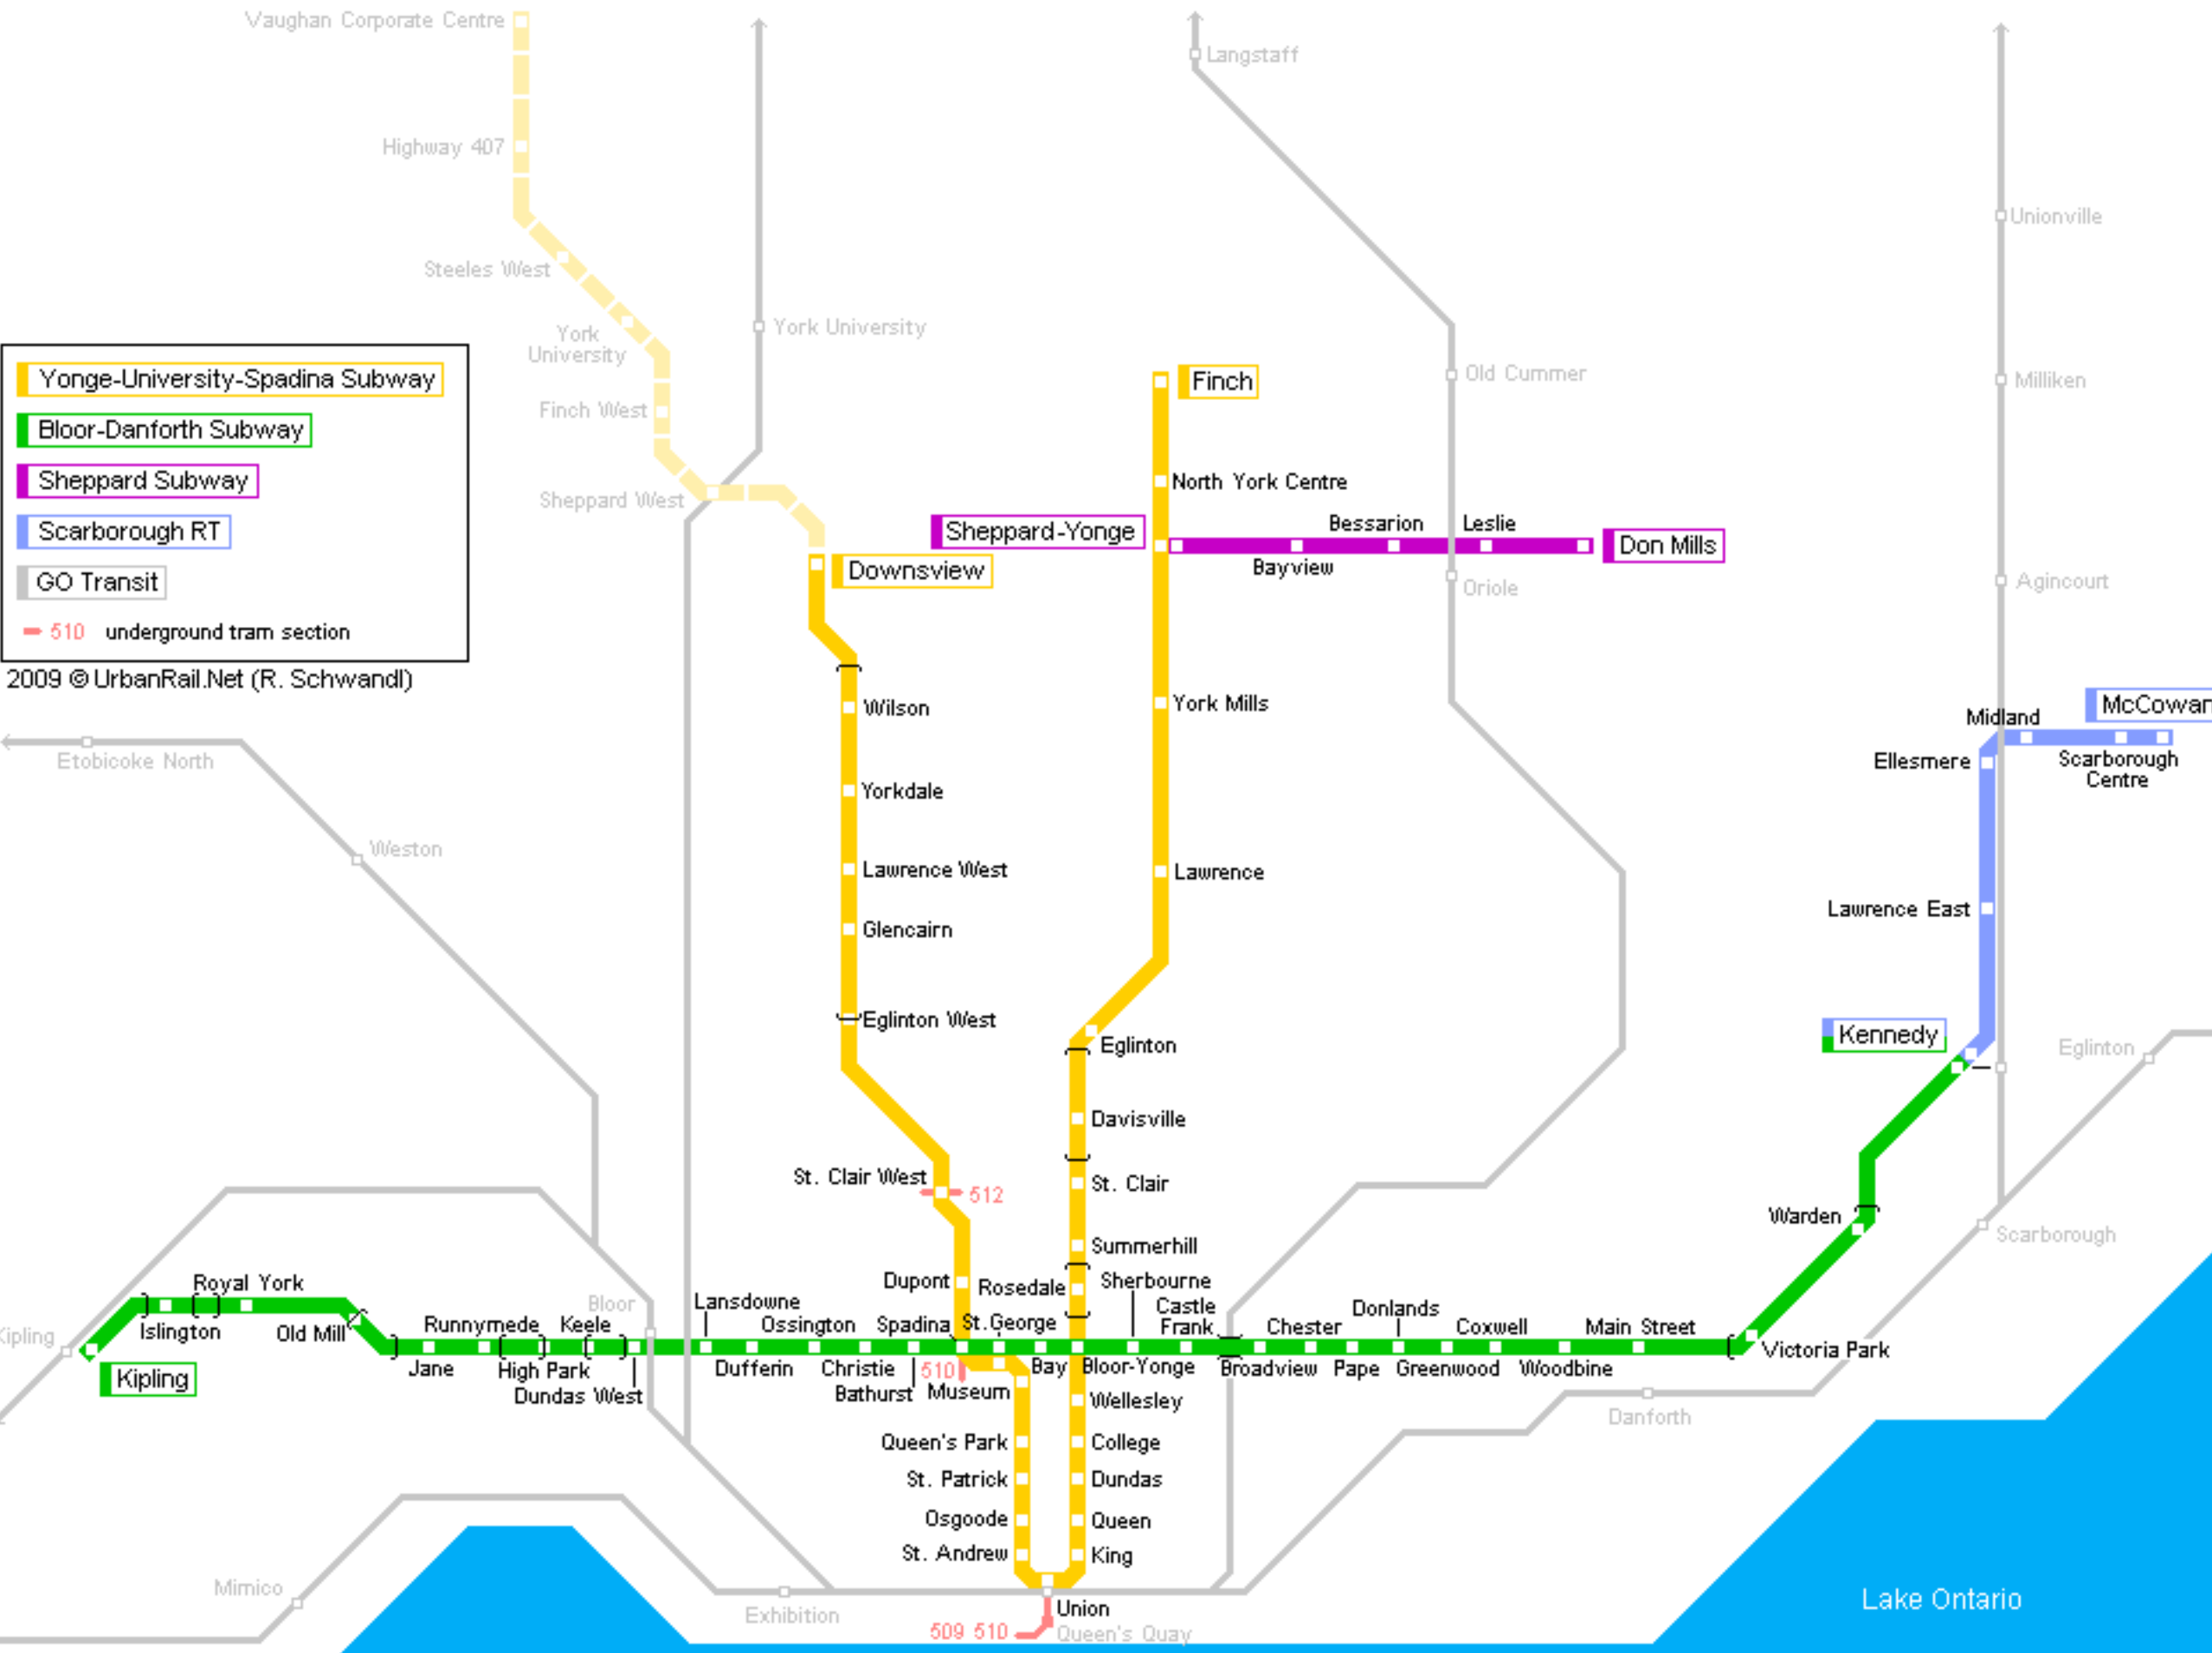 Vaughan Corporate Centre
Langstaff
Highway 407
Unionville
Steeles West
York University
York
University
Yonge-University-Spadina Subway
Bloor-Danforth Subway
Sheppard Subway
Scarborough RT
GO Transit
510 underground tram section
2009 © UrbanRail.Net (R. Schwandl)
Finch
Old Cummer
Milliken
Finch West
North York Centre
Sheppard West
Sheppard-Yonge
Bessarion
Leslie
Don Mills
Bayview
Downsview
Oriole
Agincourt
Wilson
York Mills
McCowan
Midland
Etobicoke North
Ellesmere
Scarborough
Centre
Yorkdale
Weston
Lawrence West
Lawrence
Lawrence East
Glencairn
Eglinton West
Kennedy
Eglinton
Eglinton
Davisville
St. Clair West
512
St. Clair
Warden
Scarborough
Summerhill
Dupont
Rosedale
Sherbourne
Royal York
Bloor
Lansdowne
Castle
Frank
Donlands
Kipling
Islington
Old Mill
Runnymede
Keele
Ossington
Spadina
St.George
Chester
Coxwell
Main Street
Victoria Park
Kipling
Jane
High Park
Dundas West
Dufferin
Christie
Bathurst
510
Museum
Bay
Bloor-Yonge
Broadview
Pape
Greenwood
Woodbine
Wellesley
Danforth
Queen's Park
College
St. Patrick
Dundas
Osgoode
Queen
St. Andrew
King
Mimico
Exhibition
Union
509 510
Queen's Quay
Lake Ontario